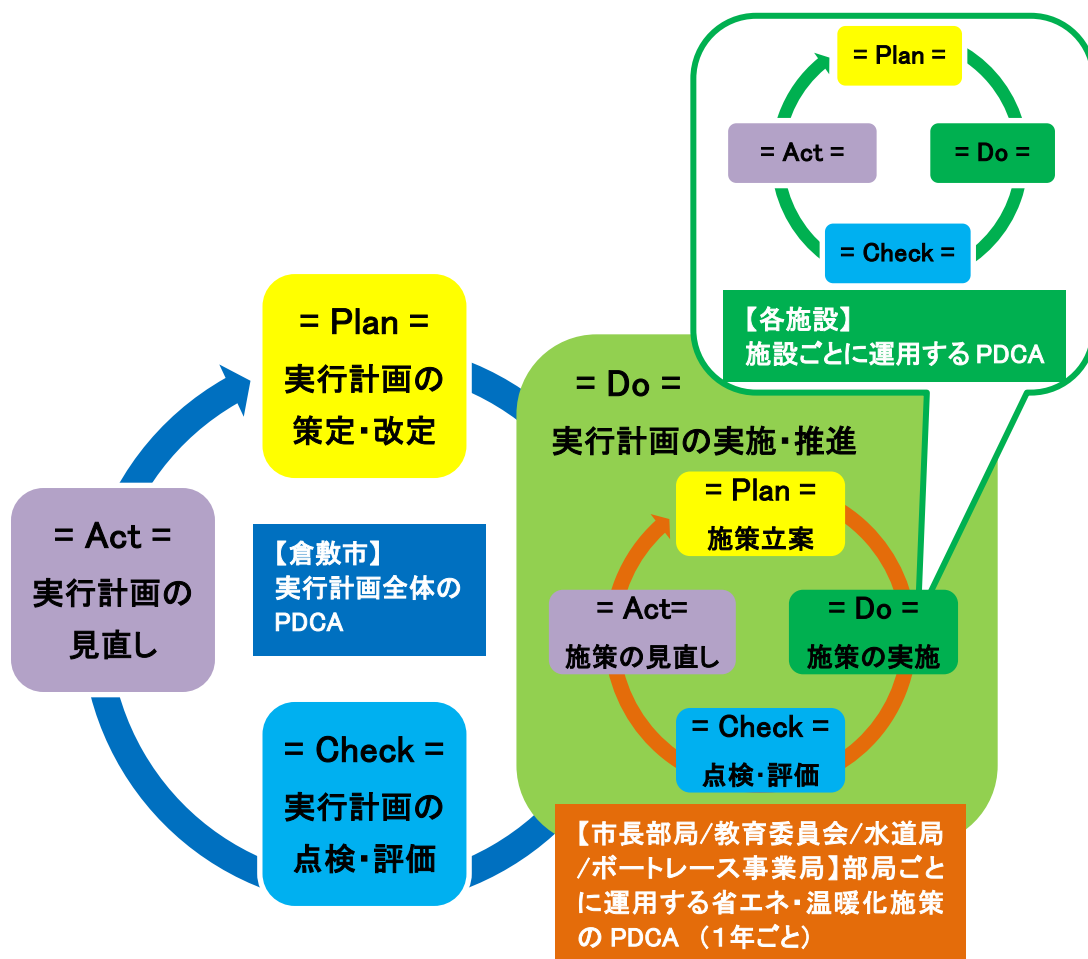 = Plan =
= Act =
= Do =
= Check =
【各施設】
施設ごとに運用する PDCA
= Plan =
実行計画の
策定・改定
= Do =
実行計画の実施・推進
= Plan =
施策立案
= Act =
実行計画の
見直し
【倉敷市】
実行計画全体の
PDCA
= Act=
施策の見直し
= Do =
施策の実施
= Check =
点検・評価
= Check =
実行計画の
点検・評価
【市長部局/教育委員会/水道局
/ボートレース事業局】部局ごと
に運用する省エネ・温暖化施策
の PDCA （１年ごと）